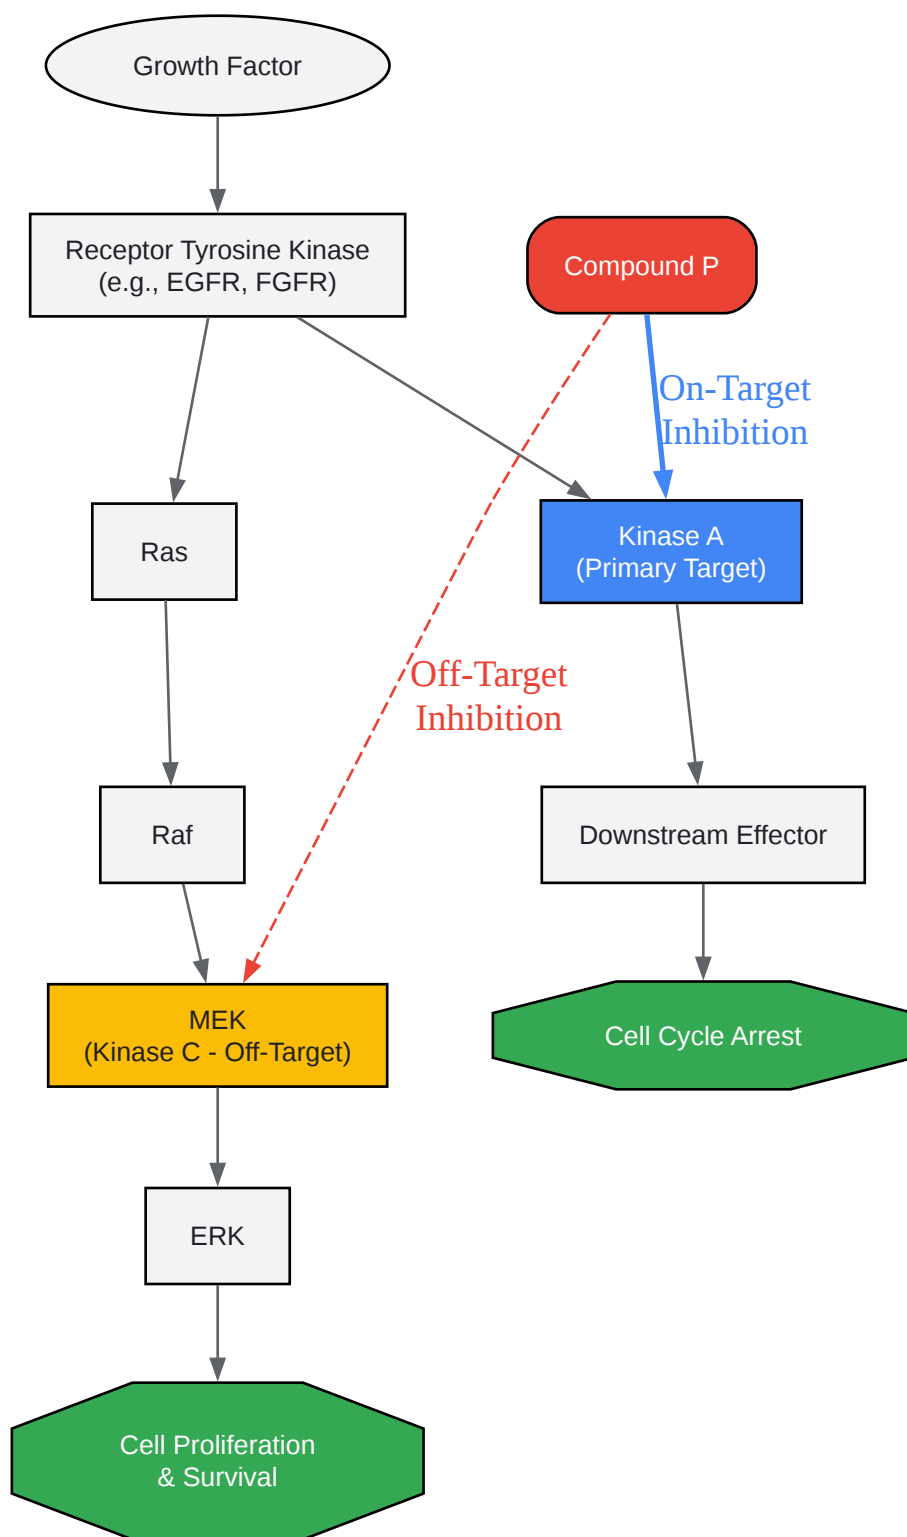 Growth Factor
Receptor Tyrosine Kinase
(e.g., EGFR, FGFR)
Compound P
On-Target
Inhibition
Ras
Kinase A
(Primary Target)
Off-Target
Inhibition
Raf
Downstream Effector
MEK
(Kinase C - Off-Target)
Cell Cycle Arrest
ERK
Cell Proliferation
& Survival